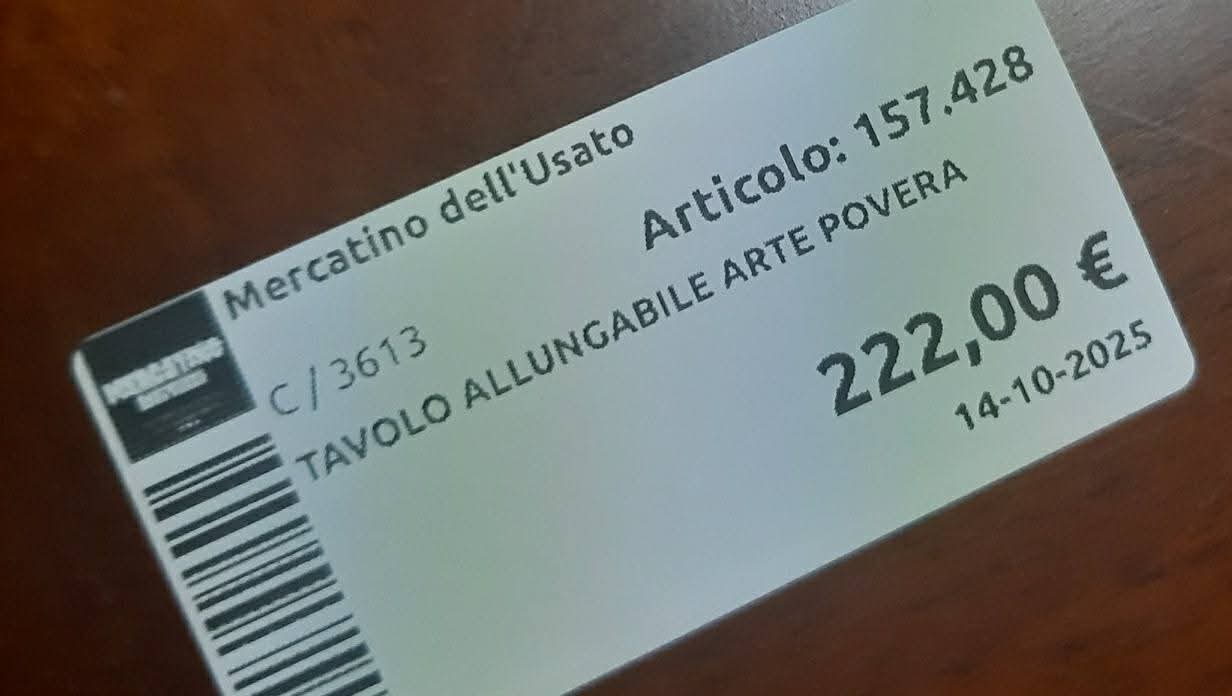 Mercatino dell'Usato
Articolo: 157.428
C/3613
TAVOLO ALLUNGABILE ARTE POVERA
222,00 €
14-10-2025